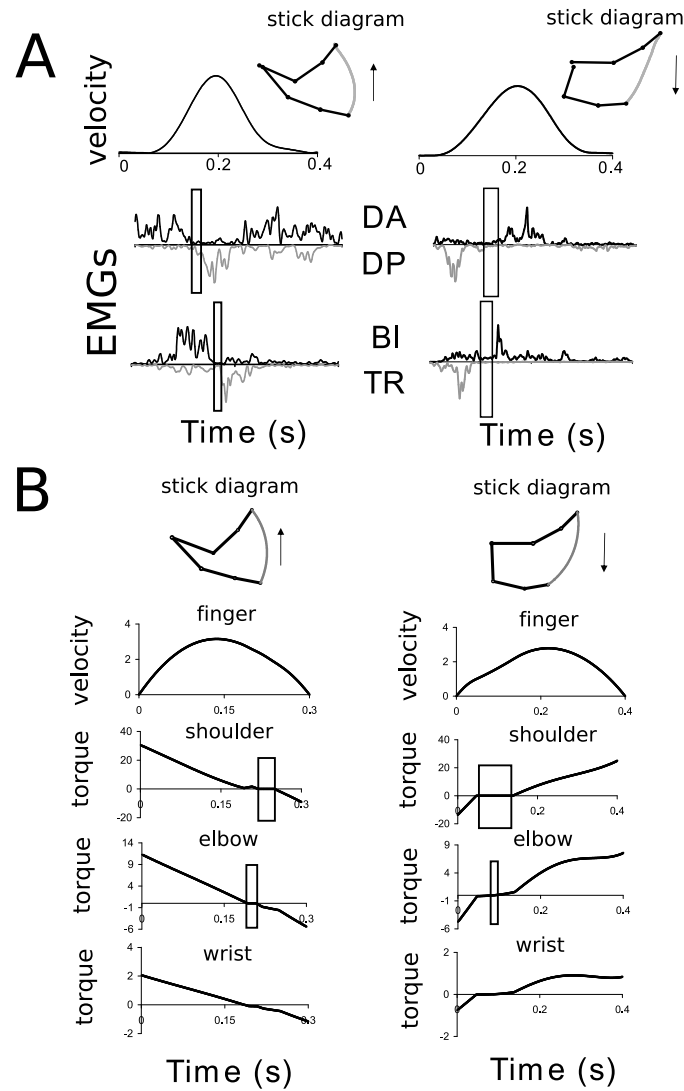 A
stick diagram
stick diagram
velocity
0
0.2
0.4
0
0.2
0.4
EMGs
DA
DP
BI
TR
Time (s)
Time (s)
B
stick diagram
stick diagram
finger
velocity
4
2
0
0
0.15
0.3
finger
velocity
4
2
0
0
0.2
0.4
shoulder
torque
40
20
0
-20
0
0.15
0.3
shoulder
torque
40
20
0
-20
0
0.2
0.4
elbow
torque
14
9
4
-1
-6
0
0.15
0.3
elbow
torque
9
4
-1
-6
0
0.2
0.4
wrist
torque
4
2
0
-2
0
0.15
0.3
wrist
torque
2
0
-2
0
0.2
0.4
Time (s)
Time (s)